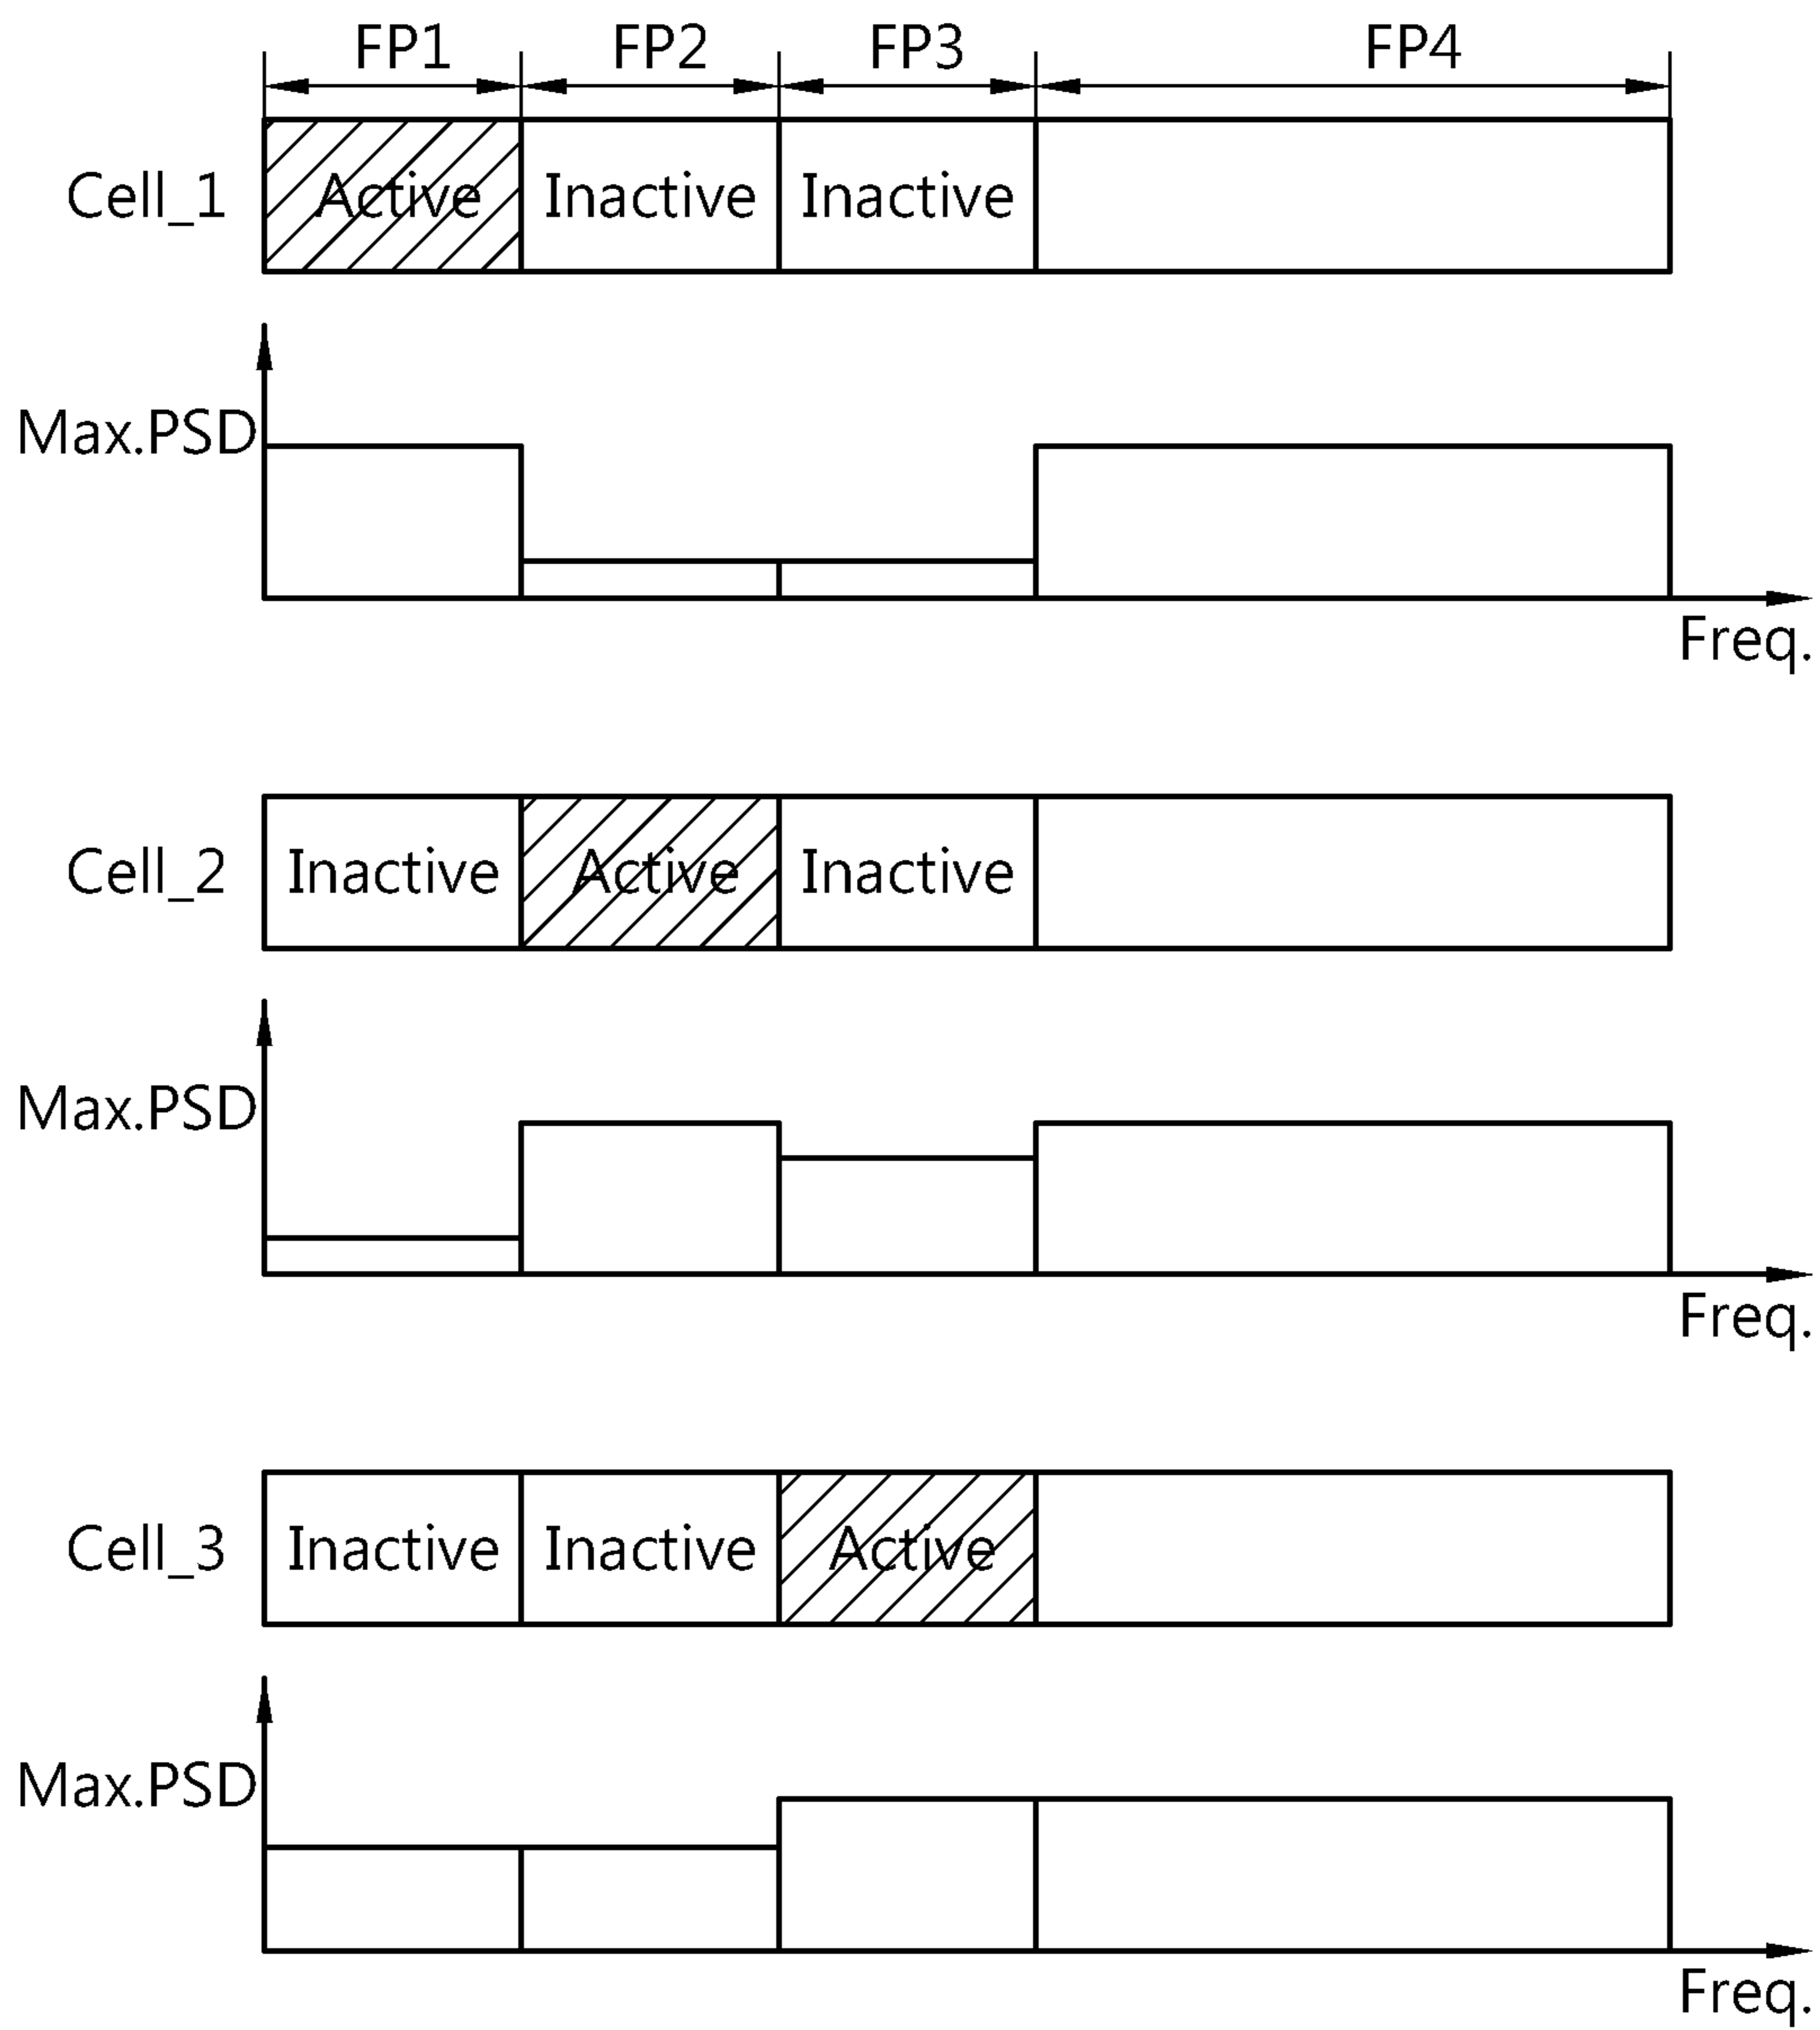 FP1 FP2 FP3 FP4
Cell_1 Active Inactive Inactive
Max.PSD
Freq.
Cell_2 Inactive Active Inactive
Max.PSD
Freq.
Cell_3 Inactive Inactive Active
Max.PSD
Freq.